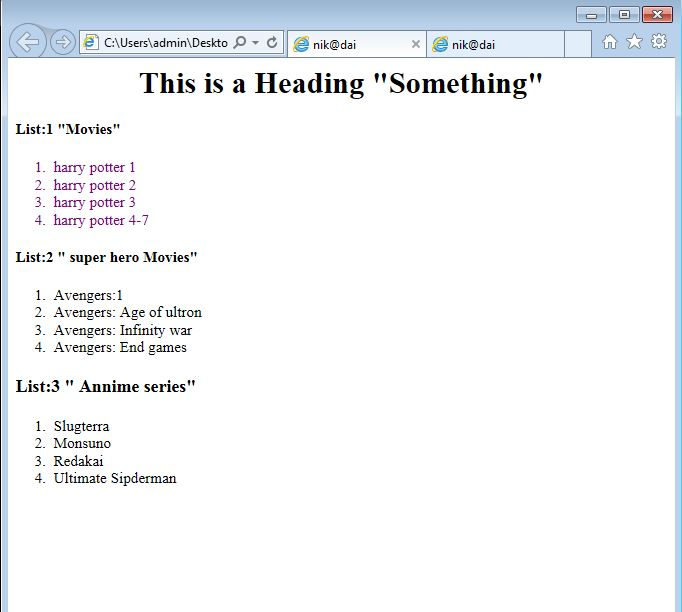 C:\Users\admin\Deskto
nik@dai
nik@dai
This is a Heading "Something"
List:1 "Movies"
1. harry potter 1
2. harry potter 2
3. harry potter 3
4. harry potter 4-7
List:2 " super hero Movies"
1. Avengers:1
2. Avengers: Age of ultron
3. Avengers: Infinity war
4. Avengers: End games
List:3 " Annime series"
1. Slugterra
2. Monsuno
3. Redakai
4. Ultimate Sipderman